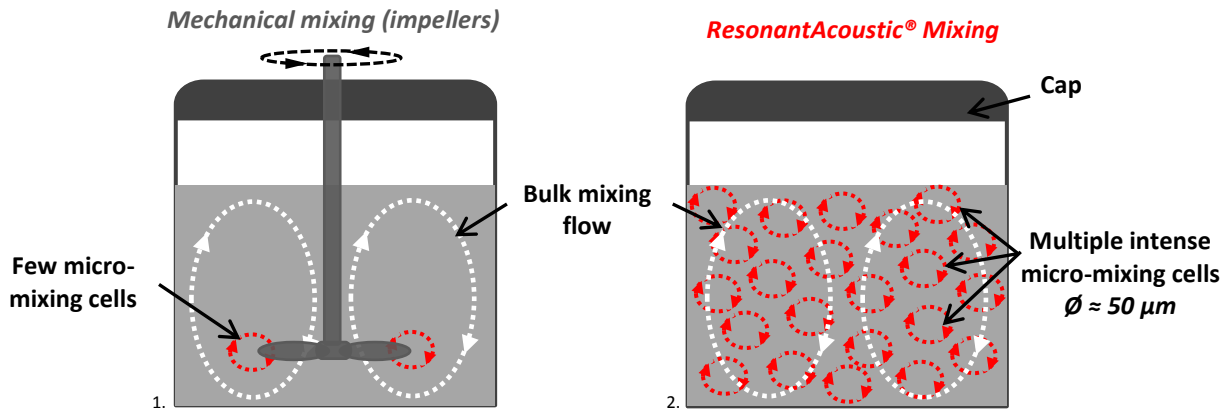 Mechanical mixing (impellers)
ResonantAcoustic® Mixing
Cap
Bulk mixing
flow
Few micro-
mixing cells
Multiple intense
micro-mixing cells
Ø ≈ 50 µm
1.
2.